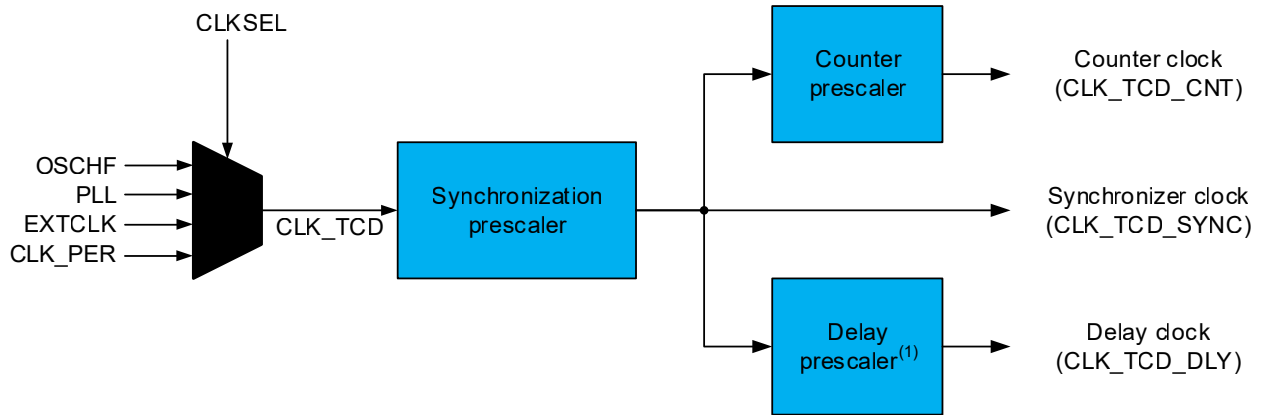 CLKSEL
OSCHF
PLL
EXTCLK
CLK_PER
CLK_TCD
Synchronization
prescaler
Counter
prescaler
Counter clock
(CLK_TCD_CNT)
Synchronizer clock
(CLK_TCD_SYNC)
Delay
prescaler(1)
Delay clock
(CLK_TCD_DLY)